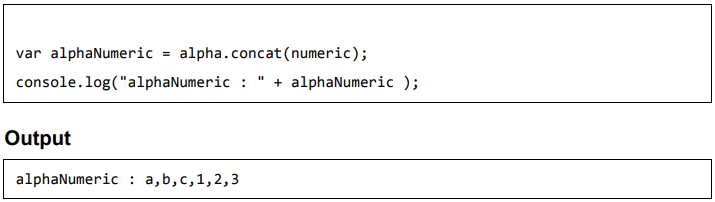 var alphaNumeric = alpha.concat(numeric);
console.log("alphaNumeric : " + alphaNumeric );
Output
alphaNumeric : a,b,c,1,2,3